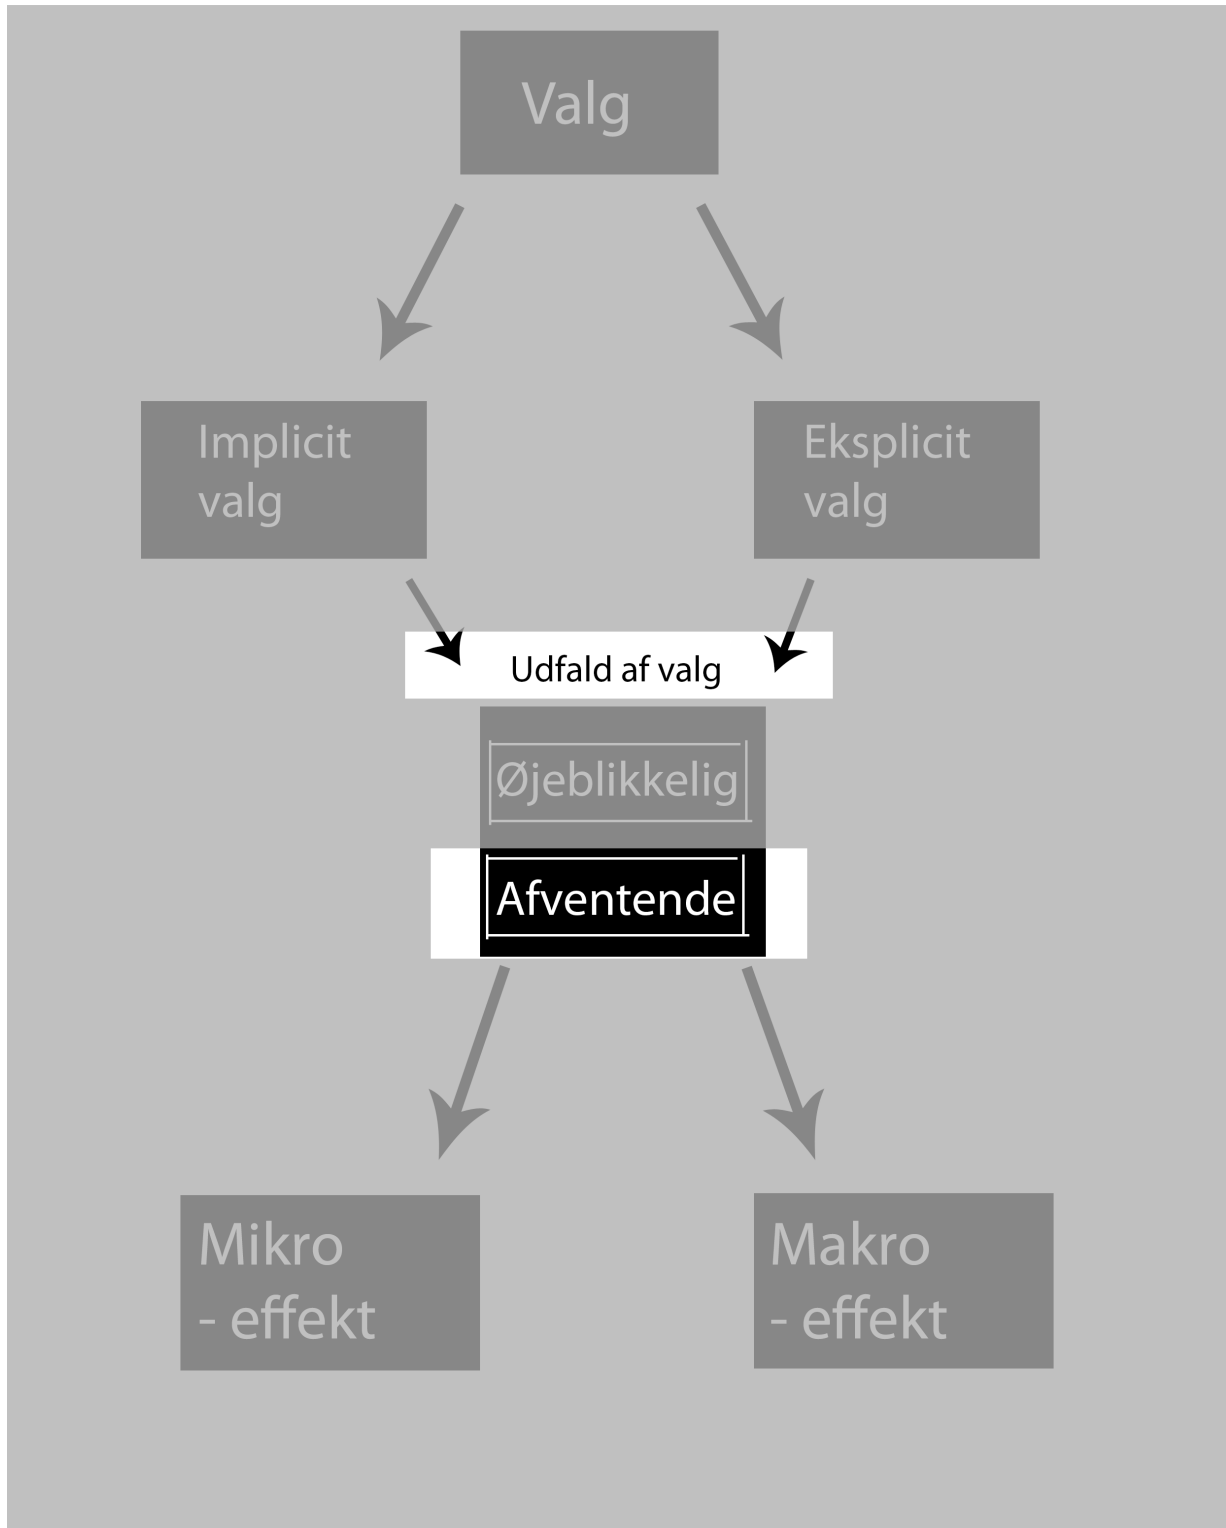 Valg
Implicit
valg
Eksplicit
valg
Udfald af valg
Øjeblikkelig
Afventende
Mikro
- effekt
Makro
- effekt